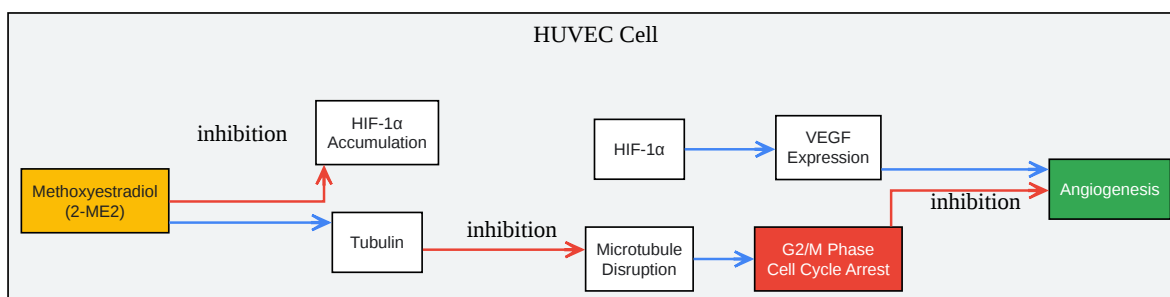 HUVEC Cell
inhibition
HIF-1α
Accumulation
HIF-1α
VEGF
Expression
Methoxyestradiol
(2-ME2)
Angiogenesis
inhibition
Tubulin
inhibition
Microtubule
Disruption
G2/M Phase
Cell Cycle Arrest